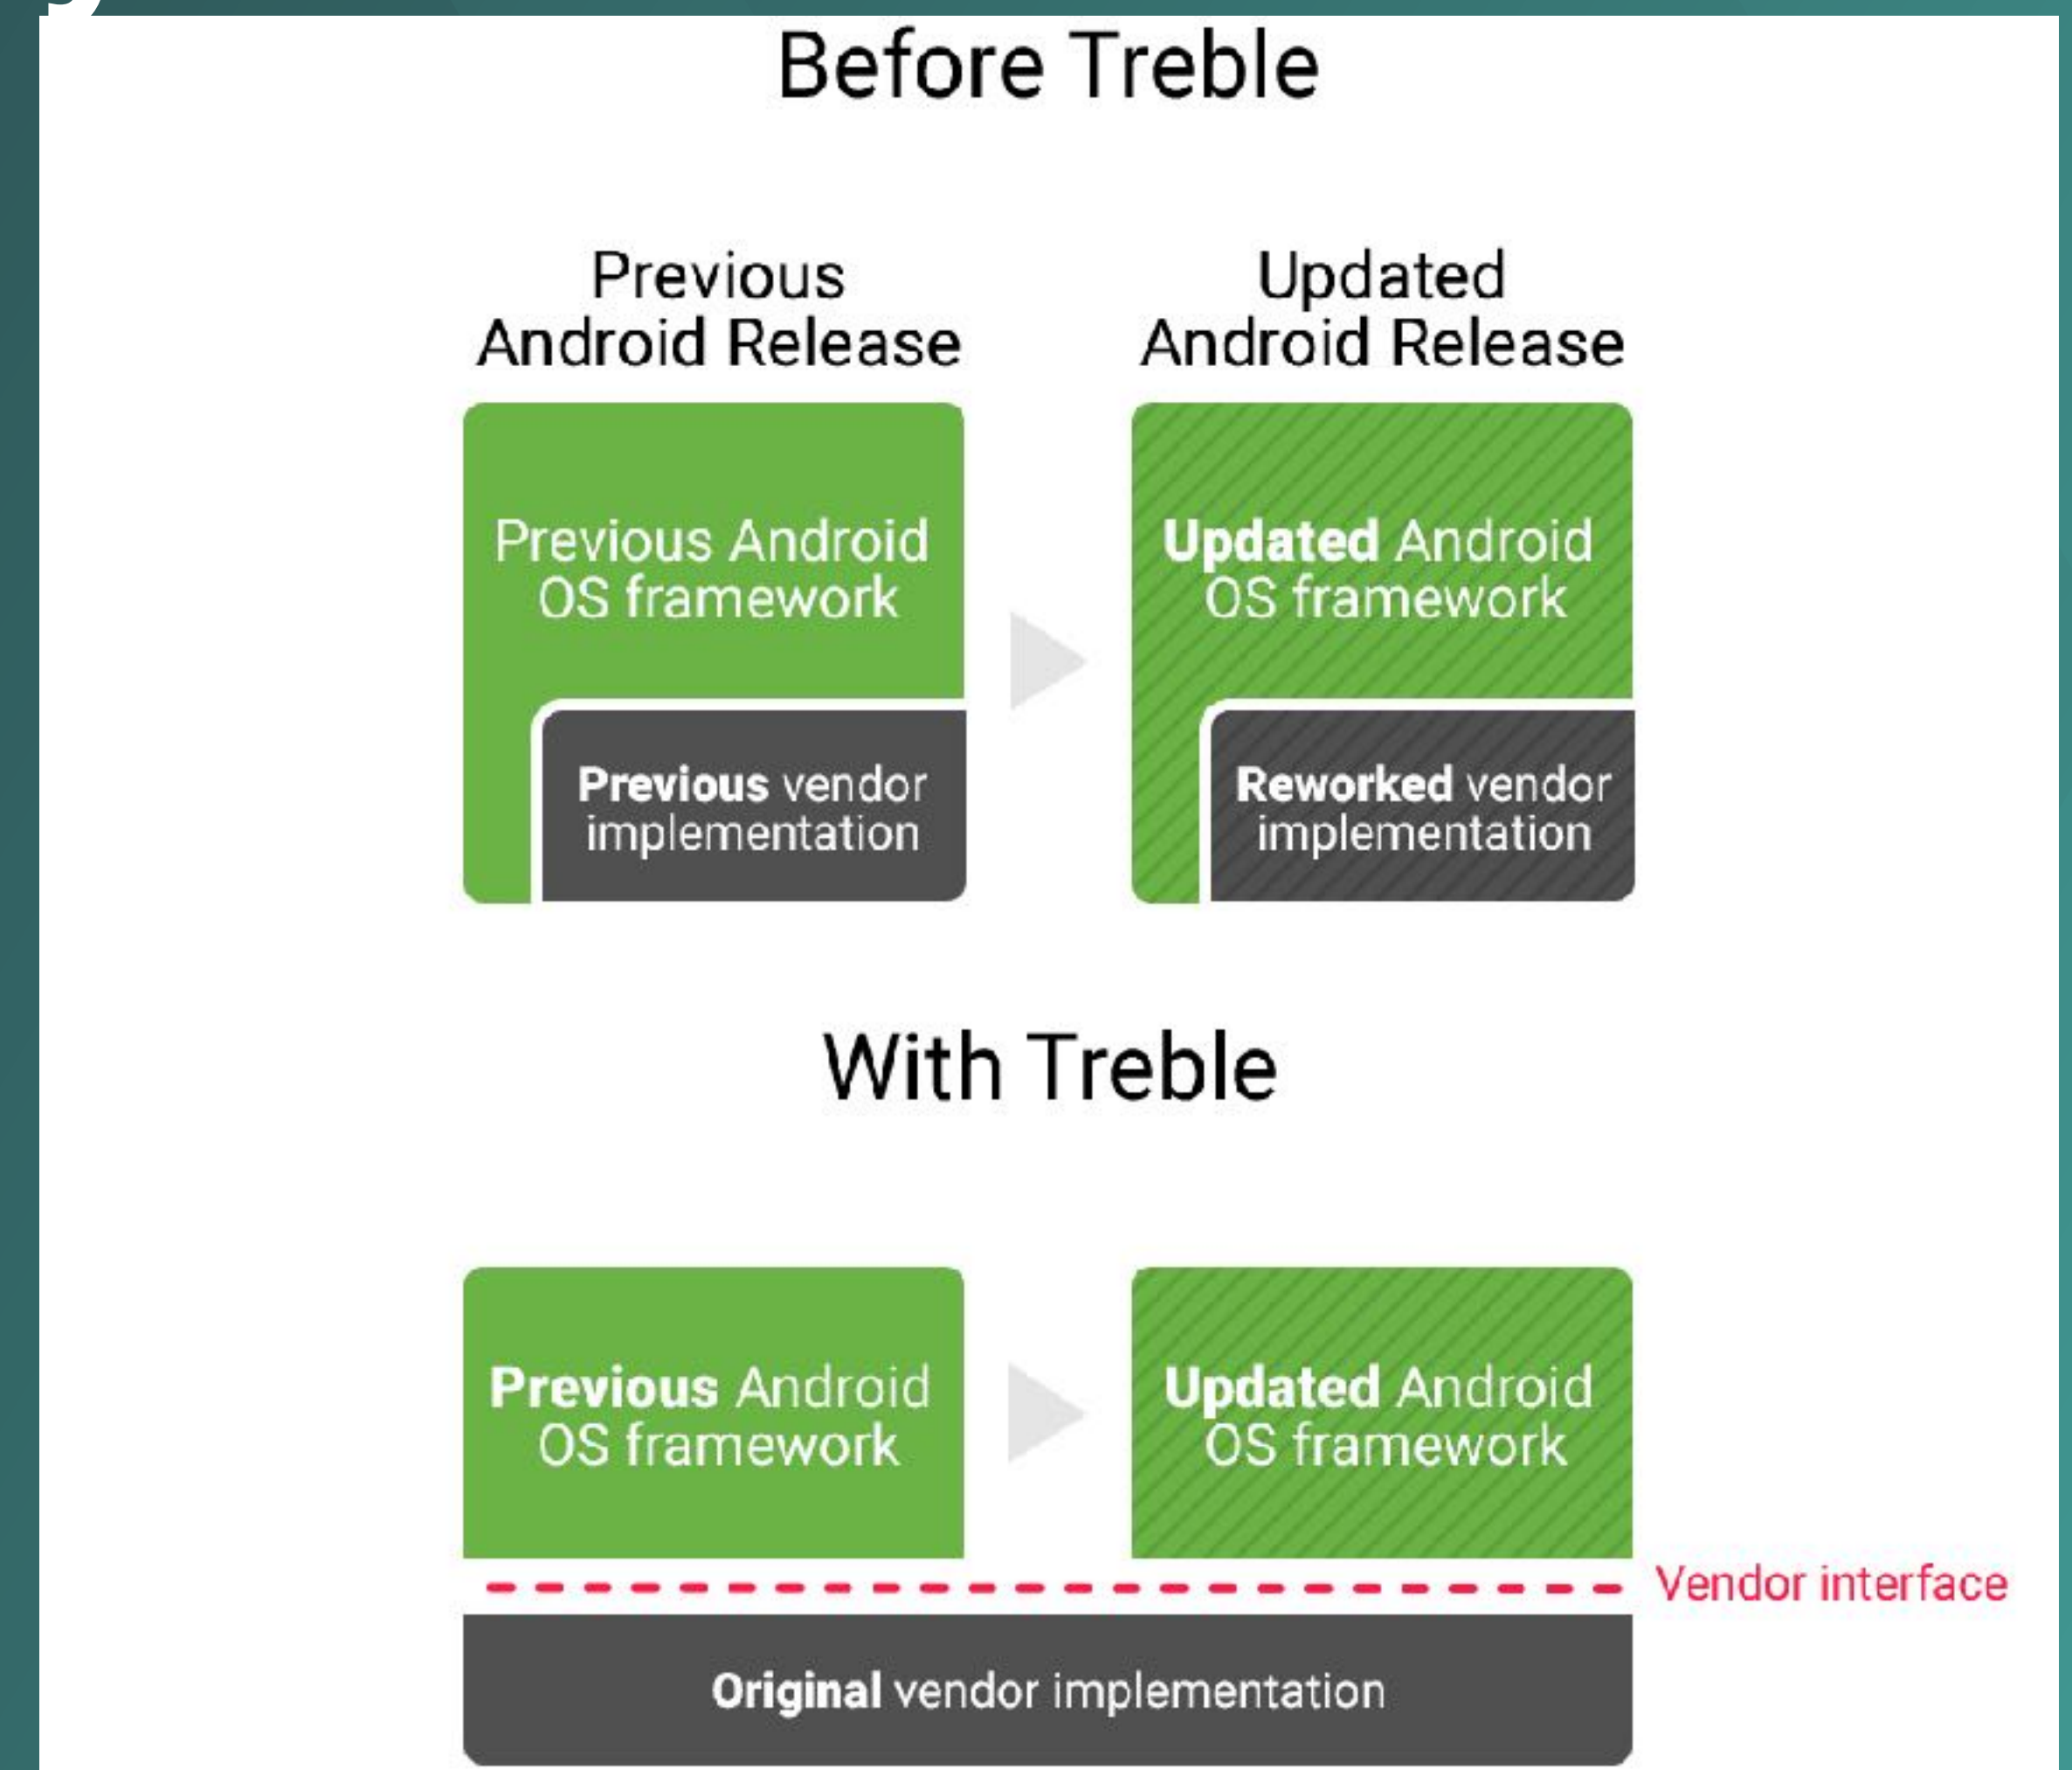 Before Treble
Previous
Android Release
Updated
Android Release
Previous Android
OS framework
Updated Android
OS framework
Previous vendor
implementation
Reworked vendor
implementation
With Treble
Previous Android
OS framework
Updated Android
OS framework
Vendor interface
Original vendor implementation